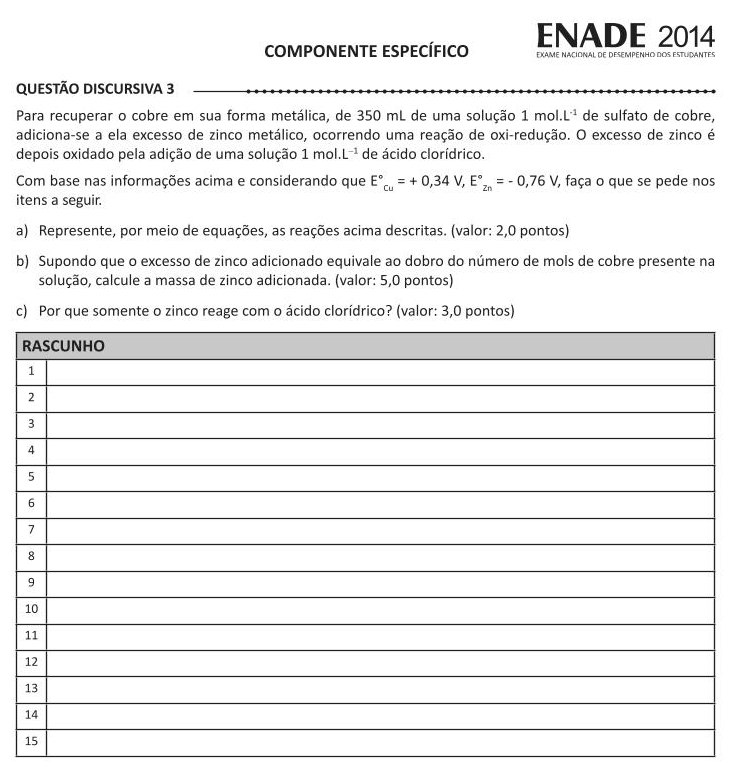 ENADE 2014
EXAME NACIONAL DE DESEMPENHO DOS ESTUDANTES
COMPONENTE ESPECÍFICO
QUESTÃO DISCURSIVA 3
Para recuperar o cobre em sua forma metálica, de 350 mL de uma solução 1 mol.L⁻¹ de sulfato de cobre,
adiciona-se a ela excesso de zinco metálico, ocorrendo uma reação de oxi-redução. O excesso de zinco é
depois oxidado pela adição de uma solução 1 mol.L⁻¹ de ácido clorídrico.
Com base nas informações acima e considerando que E°Cu = + 0,34 V, E°Zn = - 0,76 V, faça o que se pede nos
itens a seguir.
a) Represente, por meio de equações, as reações acima descritas. (valor: 2,0 pontos)
b) Supondo que o excesso de zinco adicionado equivale ao dobro do número de mols de cobre presente na
solução, calcule a massa de zinco adicionada. (valor: 5,0 pontos)
c) Por que somente o zinco reage com o ácido clorídrico? (valor: 3,0 pontos)
RASCUNHO
1
2
3
4
5
6
7
8
9
10
11
12
13
14
15